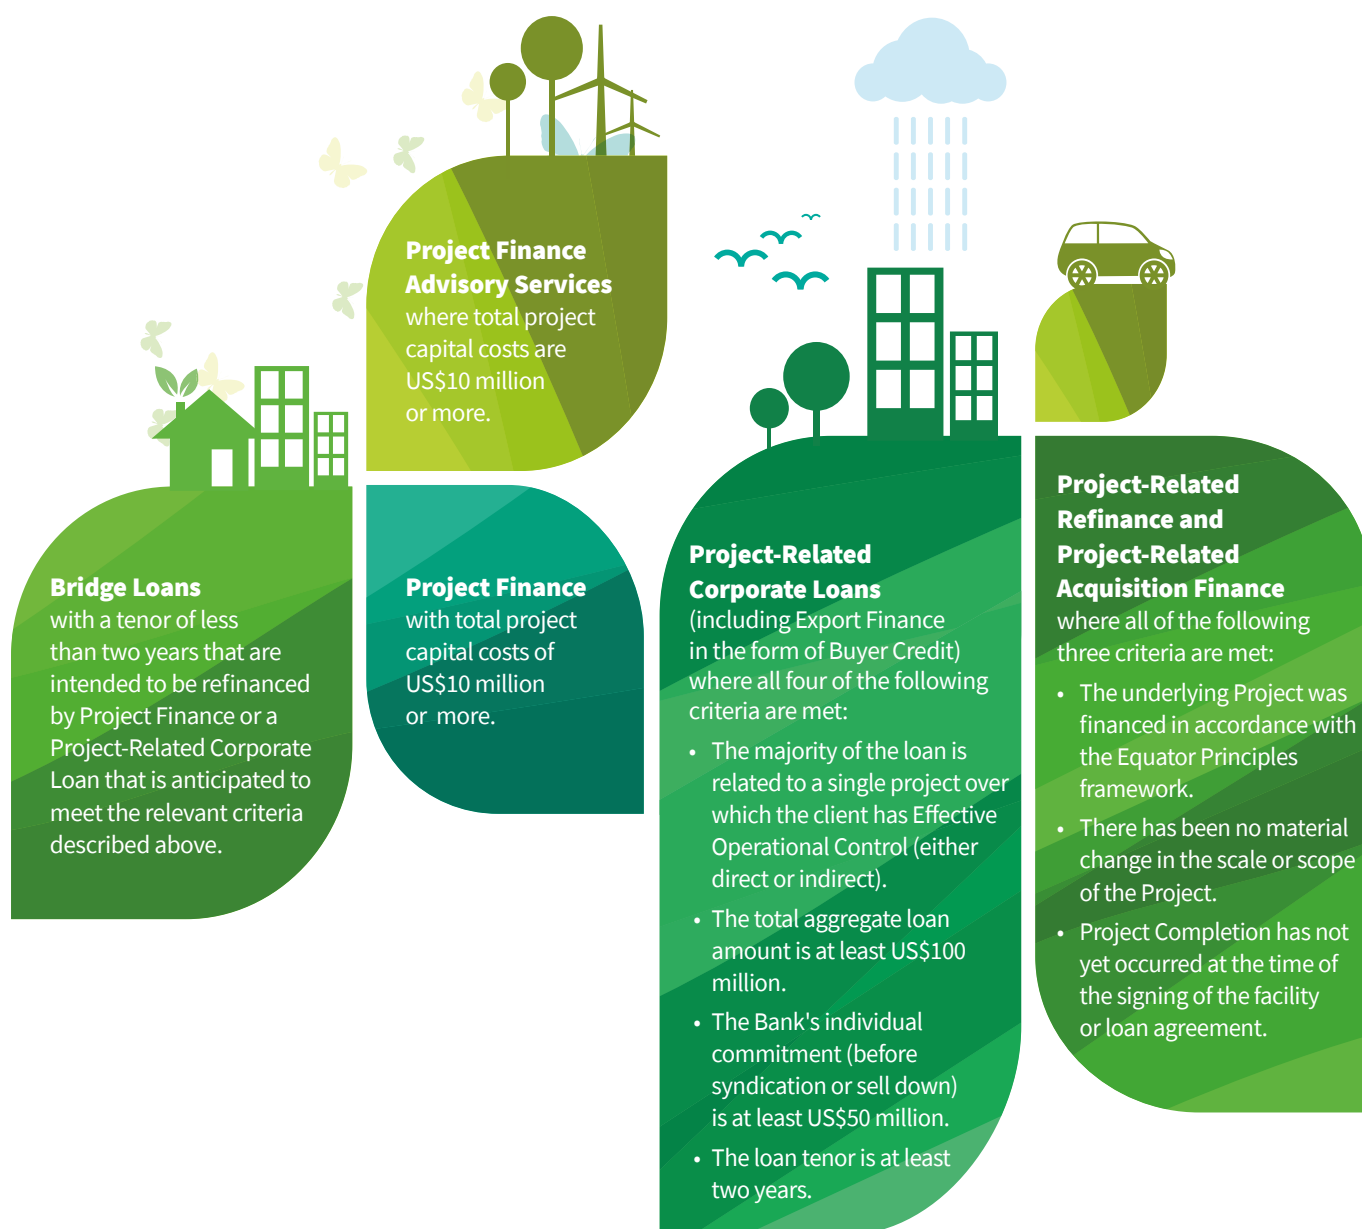 Project Finance
Advisory Services
where total project
capital costs are
US$10 million
or more.
Bridge Loans
with a tenor of less
than two years that are
intended to be refinanced
by Project Finance or a
Project-Related Corporate
Loan that is anticipated to
meet the relevant criteria
described above.
Project Finance
with total project
capital costs of
US$10 million
or more.
Project-Related
Corporate Loans
(including Export Finance
in the form of Buyer Credit)
where all four of the following
criteria are met:
• The majority of the loan is
related to a single project over
which the client has Effective
Operational Control (either
direct or indirect).
• The total aggregate loan
amount is at least US$100
million.
• The Bank's individual
commitment (before
syndication or sell down)
is at least US$50 million.
• The loan tenor is at least
two years.
Project-Related
Refinance and
Project-Related
Acquisition Finance
where all of the following
three criteria are met:
• The underlying Project was
financed in accordance with
the Equator Principles
framework.
• There has been no material
change in the scale or scope
of the Project.
• Project Completion has not
yet occurred at the time of
the signing of the facility
or loan agreement.